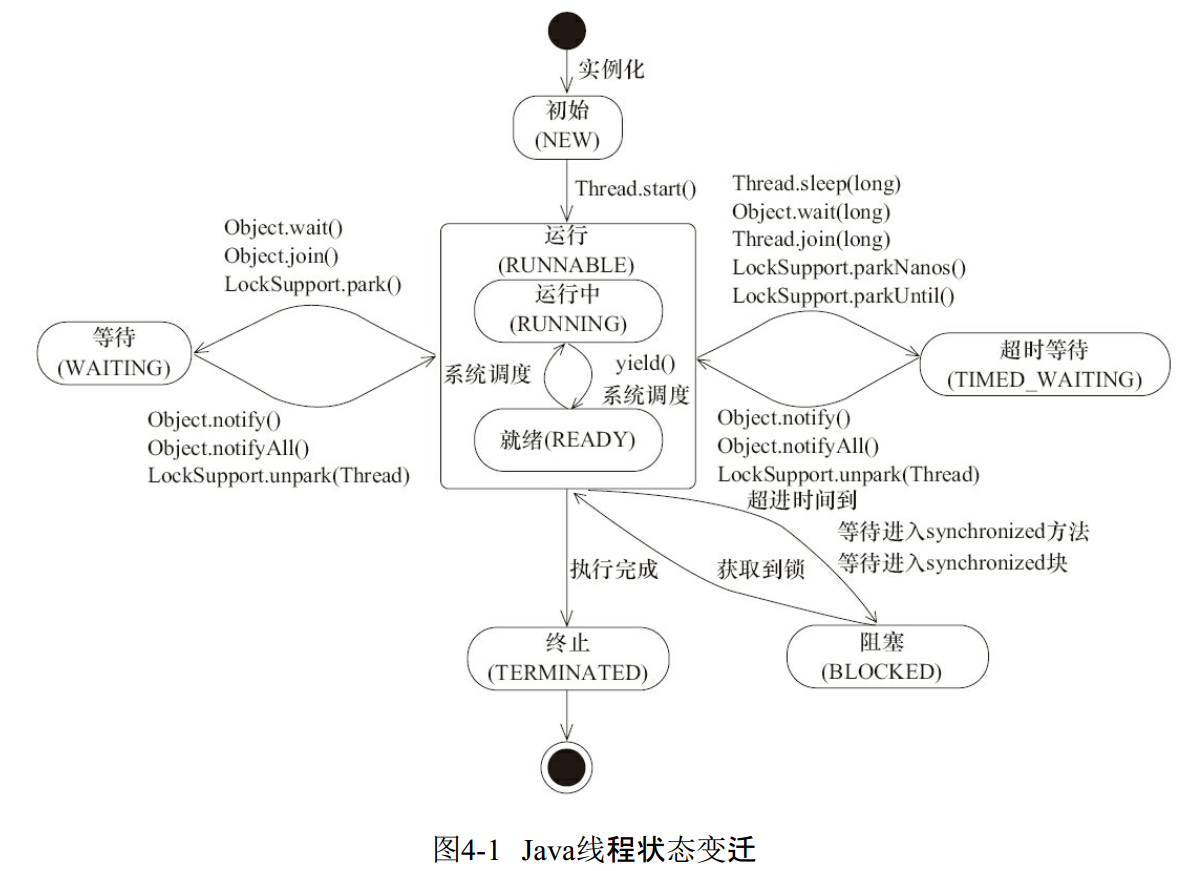 实例化
初始
(NEW)
Thread.start()
Object.wait()
Object.join()
LockSupport.park()
Thread.sleep(long)
Object.wait(long)
Thread.join(long)
LockSupport.parkNanos()
LockSupport.parkUntil()
运行
(RUNNABLE)
运行中
(RUNNING)
等待
(WAITING)
系统调度
yield()
系统调度
就绪(READY)
超时等待
(TIMED_WAITING)
Object.notify()
Object.notifyAll()
LockSupport.unpark(Thread)
Object.notify()
Object.notifyAll()
LockSupport.unpark(Thread)
超进时间到
等待进入synchronized方法
等待进入synchronized块
执行完成
获取到锁
终止
(TERMINATED)
阻塞
(BLOCKED)
图4-1 Java线程状态变迁